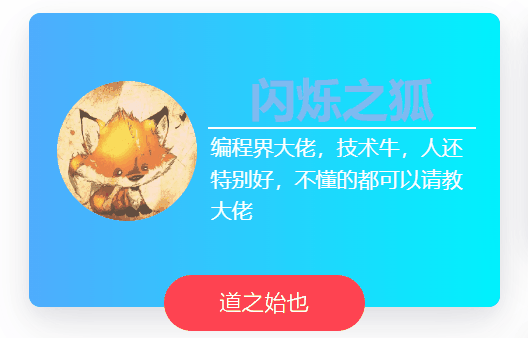 闪烁之狐
编程界大佬，技术牛，人还
特别好，不懂的都可以请教
大佬
道之始也